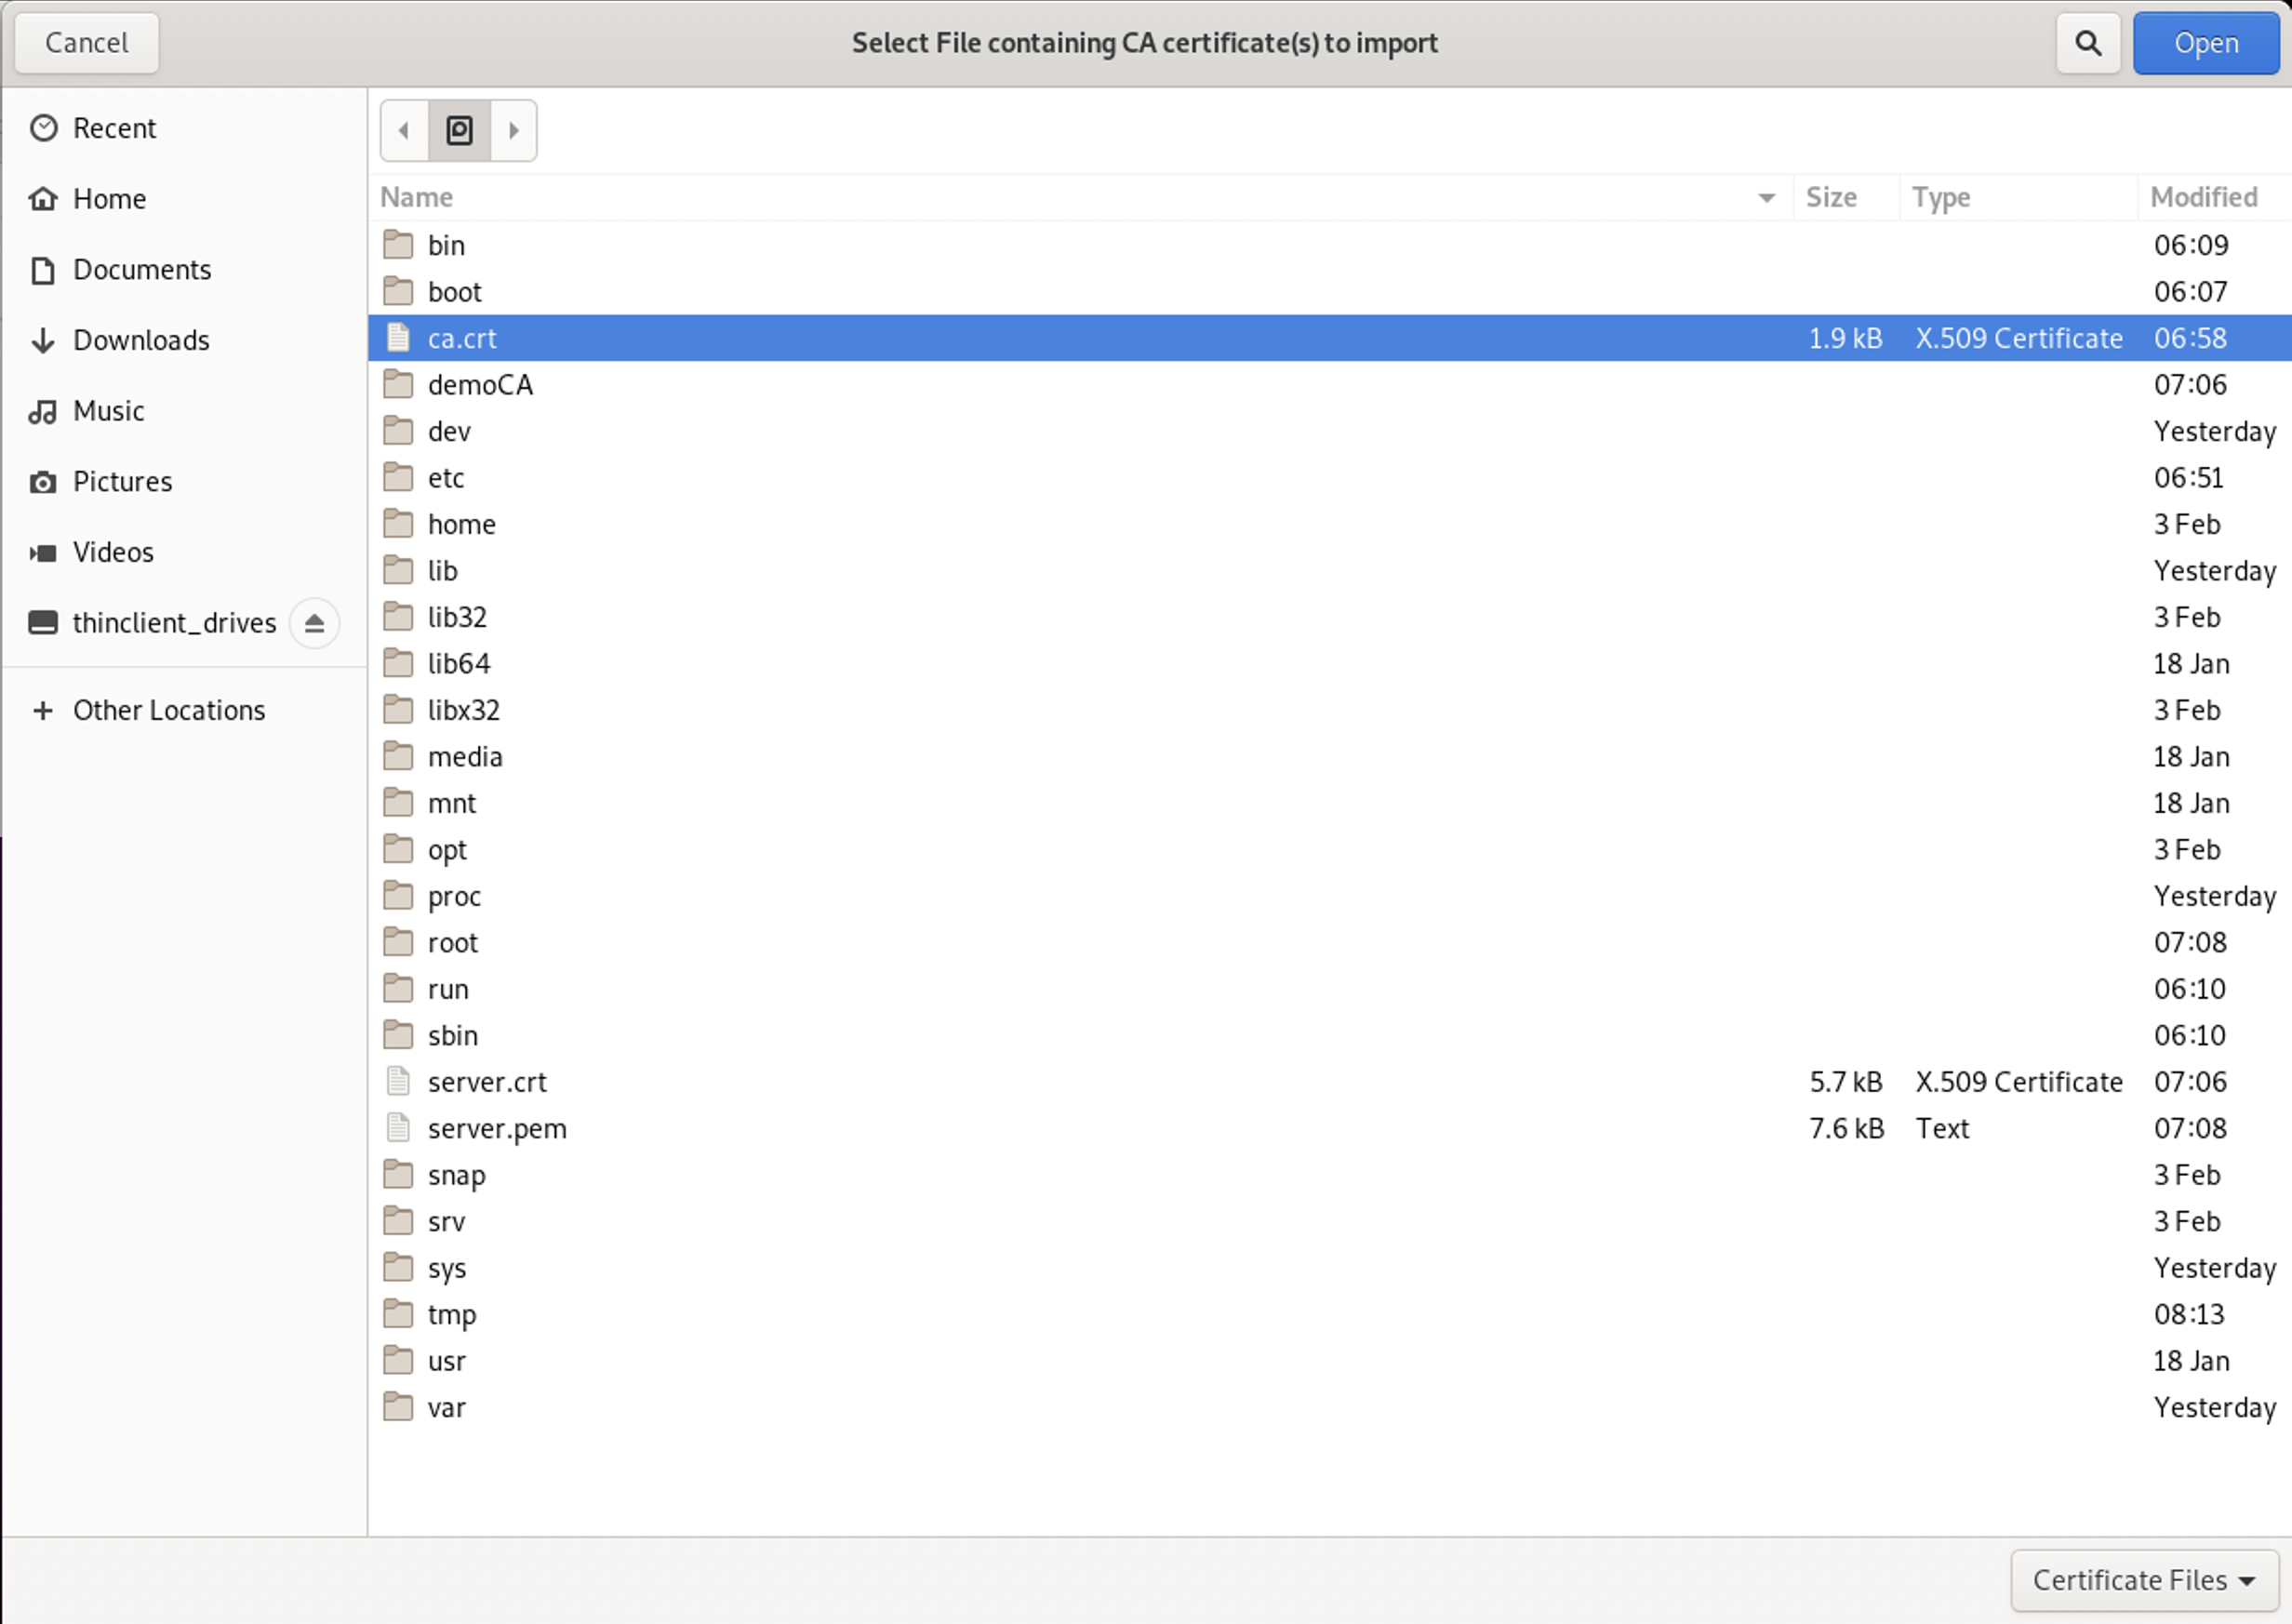 Cancel Select File containing CA certificate(s) to import Open
Recent
Home
Documents
Downloads
Music
Pictures
Videos
thinclient_drives
Other Locations
Name Size Type Modified
bin 06:09
boot 06:07
ca.crt 1.9 kB X.509 Certificate 06:58
demoCA 07:06
dev Yesterday
etc 06:51
home 3 Feb
lib Yesterday
lib32 3 Feb
lib64 18 Jan
libx32 3 Feb
media 18 Jan
mnt 18 Jan
opt 3 Feb
proc Yesterday
root 07:08
run 06:10
sbin 06:10
server.crt 5.7 kB X.509 Certificate 07:06
server.pem 7.6 kB Text 07:08
snap 3 Feb
srv 3 Feb
sys Yesterday
tmp 08:13
usr 18 Jan
var Yesterday
Certificate Files